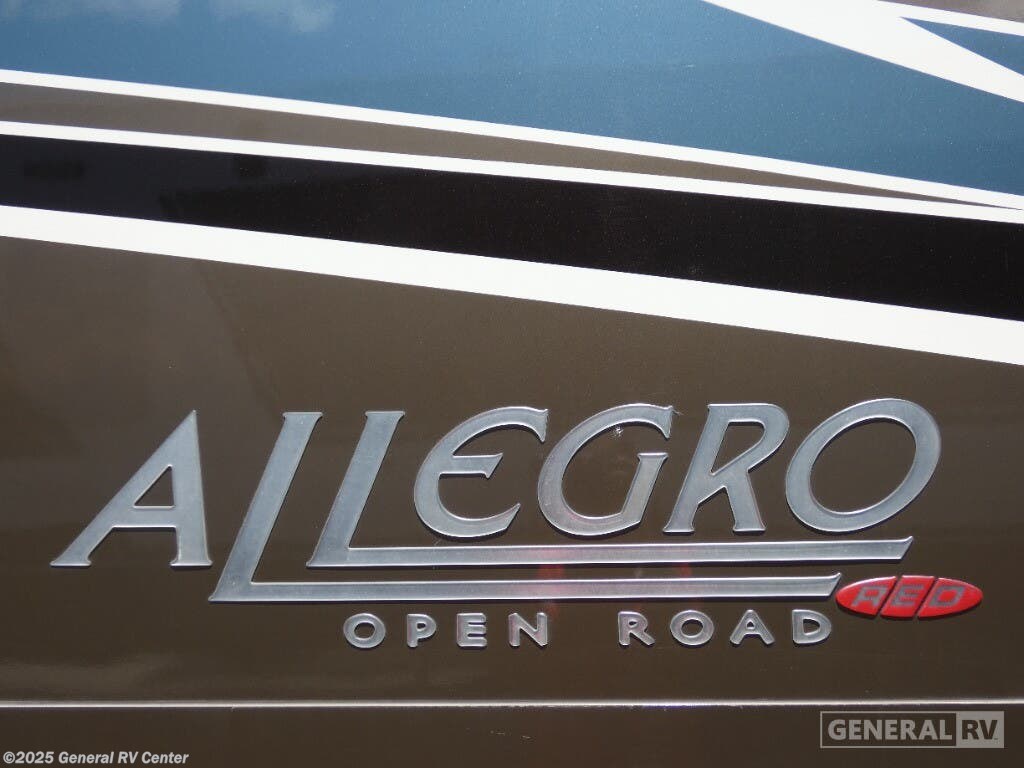 ALLEGRO
RED
OPEN ROAD
GENERAL RV
©2025 General RV Center